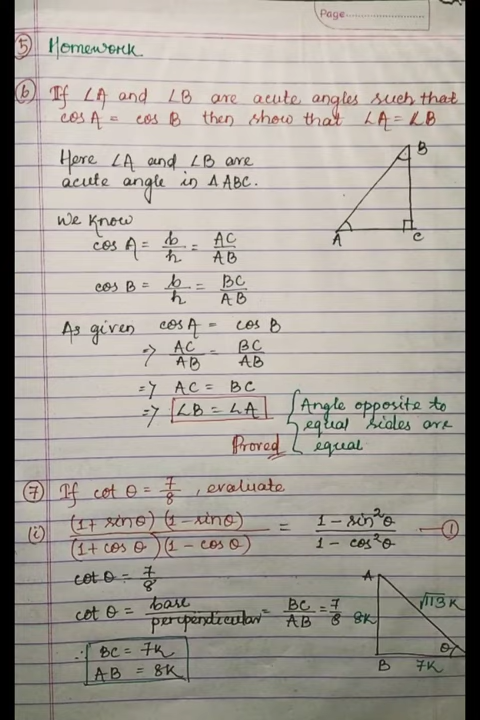 Page
⑤ Homework
⑥ If ∠A and ∠B are acute angles such that
cosA = cos B then show that ∠A = ∠B
Here ∠A and ∠B are
acute angle in △ABC.
B
A
C
We Know
cos A = b/h = AC/AB
cos B = b/h = BC/AB
As given cosA = cos B
=> AC/AB = BC/AB
=> AC = BC
=> ∠B = ∠A
{Angle opposite to
equal sides are
equal
Proved
⑦ If cot θ = 7/8, evaluate
(i) (1+ sinθ) (1-sinθ)/(1+cos θ)(1-cosθ) = 1-sin²θ/1-cos²θ —①
cotθ = 7/8
cot θ = base/perpendicular = BC/AB = 7/8
∴ BC = 7K
AB = 8K
A
√113 K
8K
θ
B
7K